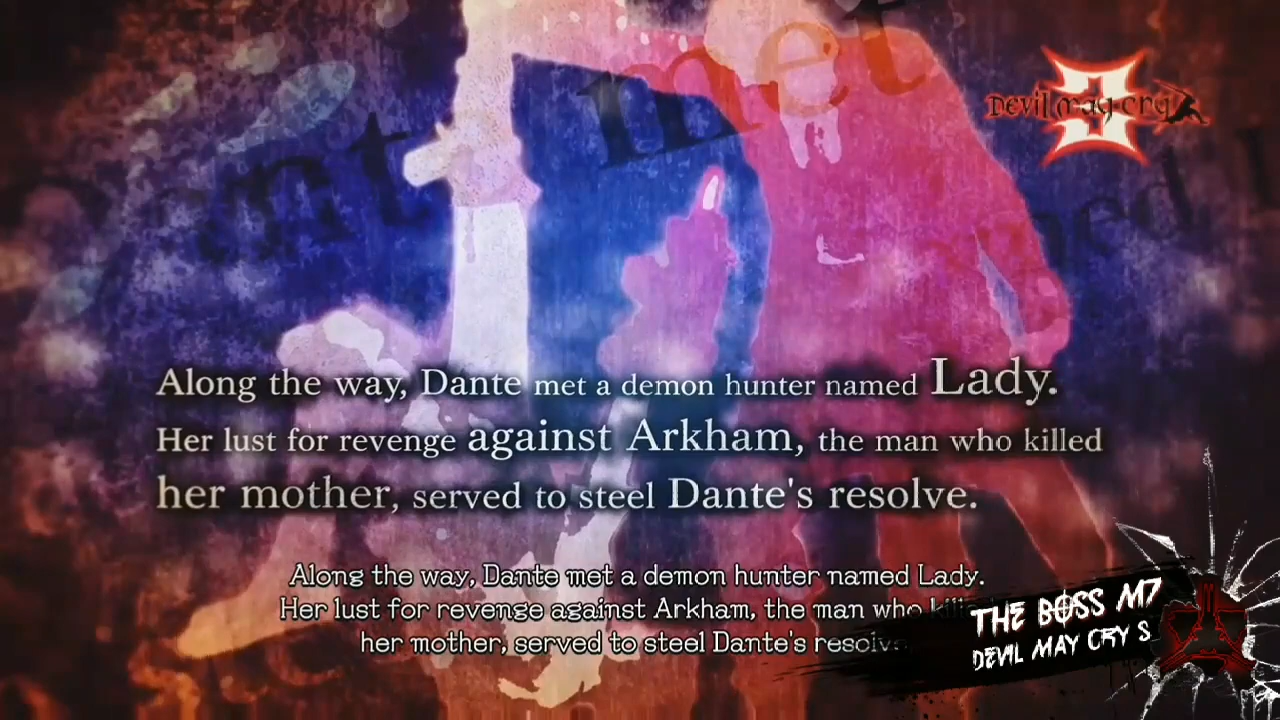 met
Devil may cry
3
Along the way, Dante met a demon hunter named Lady.
Her lust for revenge against Arkham, the man who killed
her mother, served to steel Dante's resolve.
Along the way, Dante met a demon hunter named Lady.
Her lust for revenge against Arkham, the man who
her mother, served to steel Dante's resolve
THE BOSS M7
DEVIL MAY CRY S